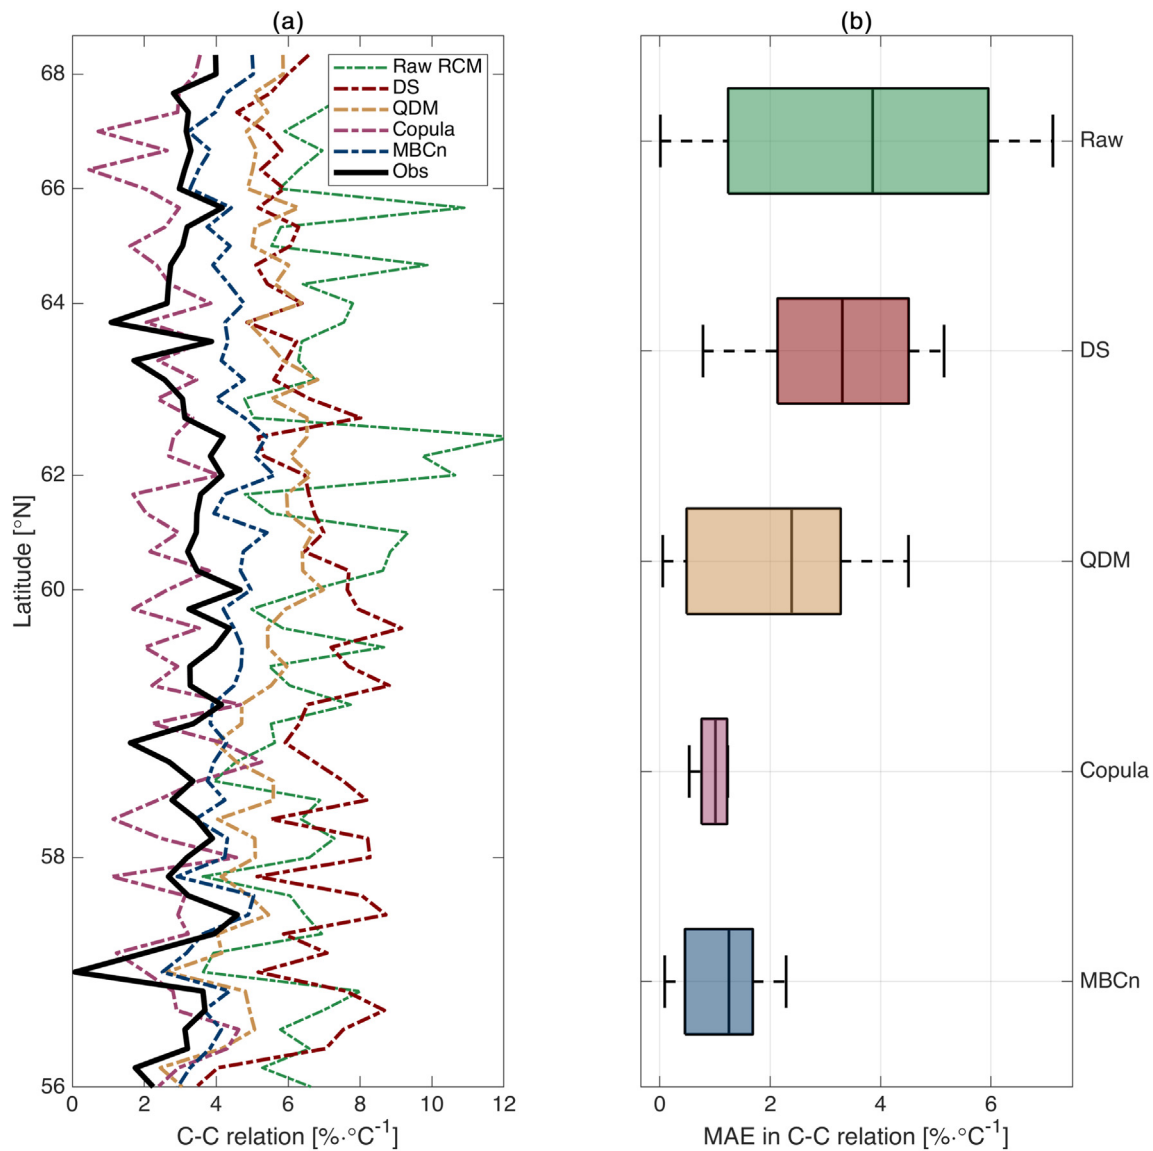 (a)
68
66
64
62
60
58
56
Latitude [°N]
0 2 4 6 8 10 12
C-C relation [%·°C-1]
Raw RCM
DS
QDM
Copula
MBCn
Obs
(b)
Raw
DS
QDM
Copula
MBCn
0 2 4 6
MAE in C-C relation [%·°C-1]